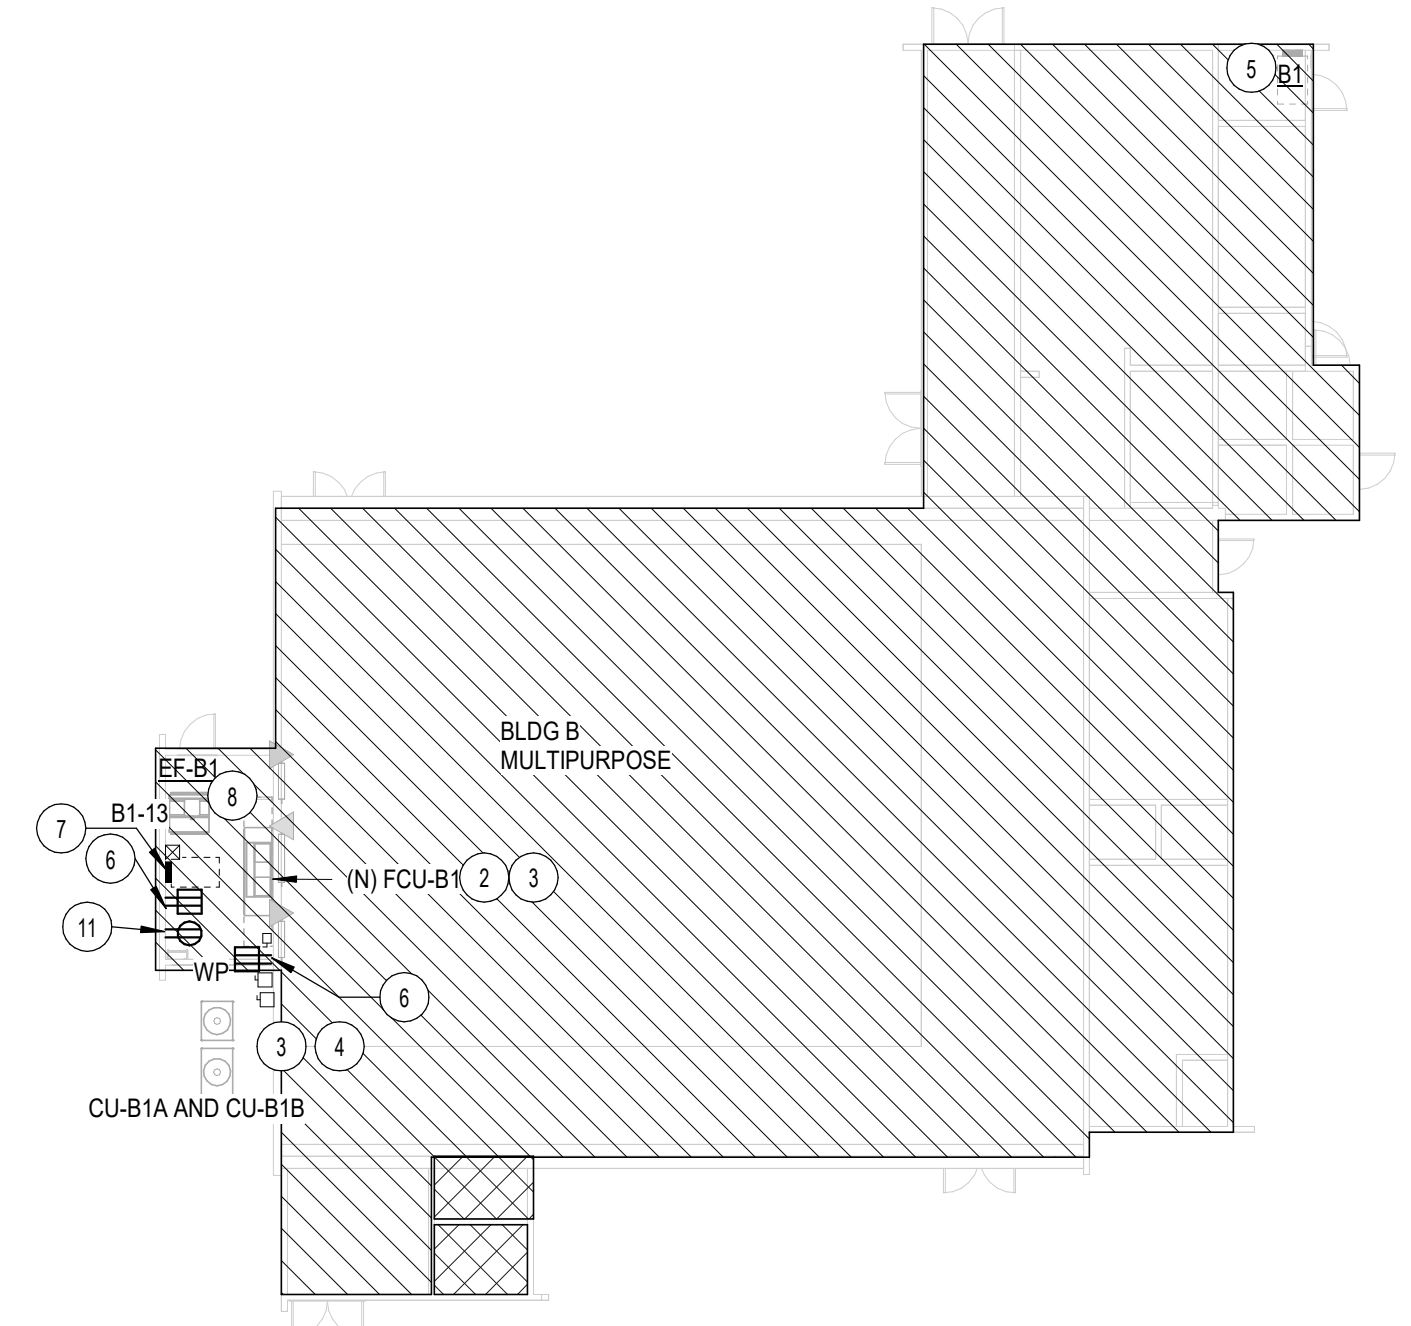 5 B1
BLDG B
MULTIPURPOSE
EF-B1
8
B1-13
7
6
(N) FCU-B1 2 3
11
WP
6
3 4
CU-B1A AND CU-B1B